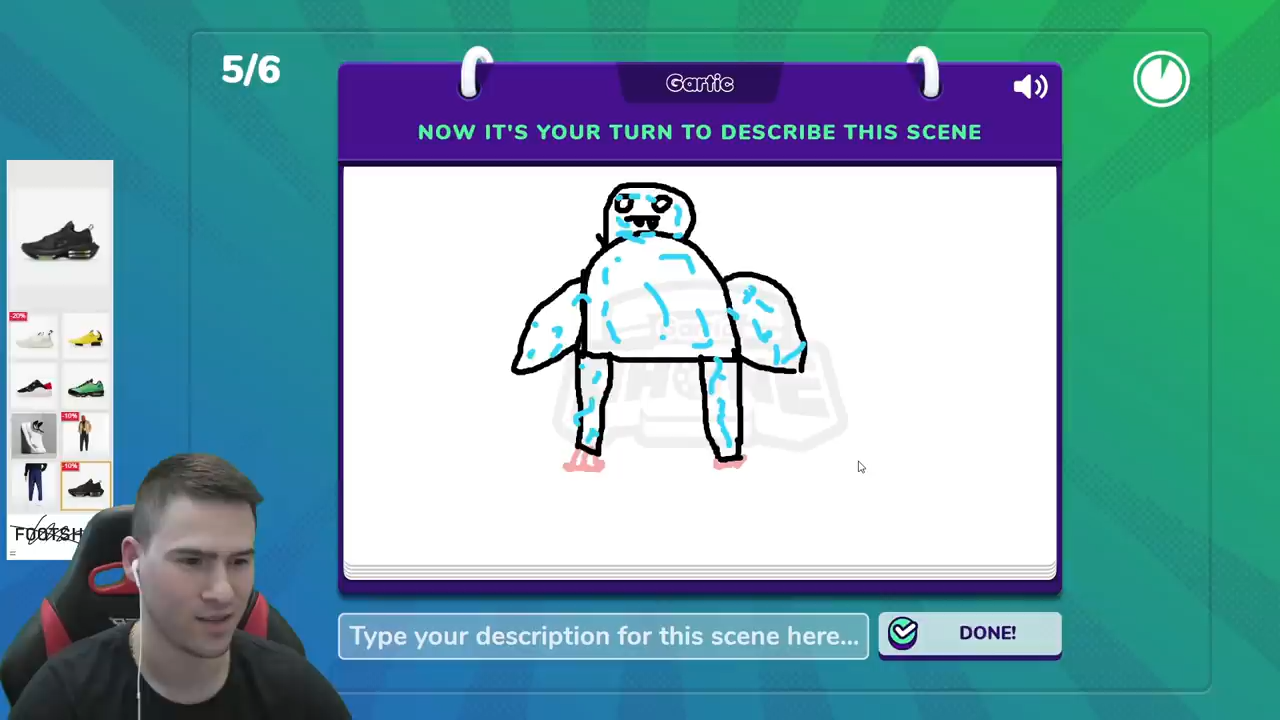 5/6
Gartic
NOW IT'S YOUR TURN TO DESCRIBE THIS SCENE
-20%
-10%
-10%
Type your description for this scene here...
DONE!